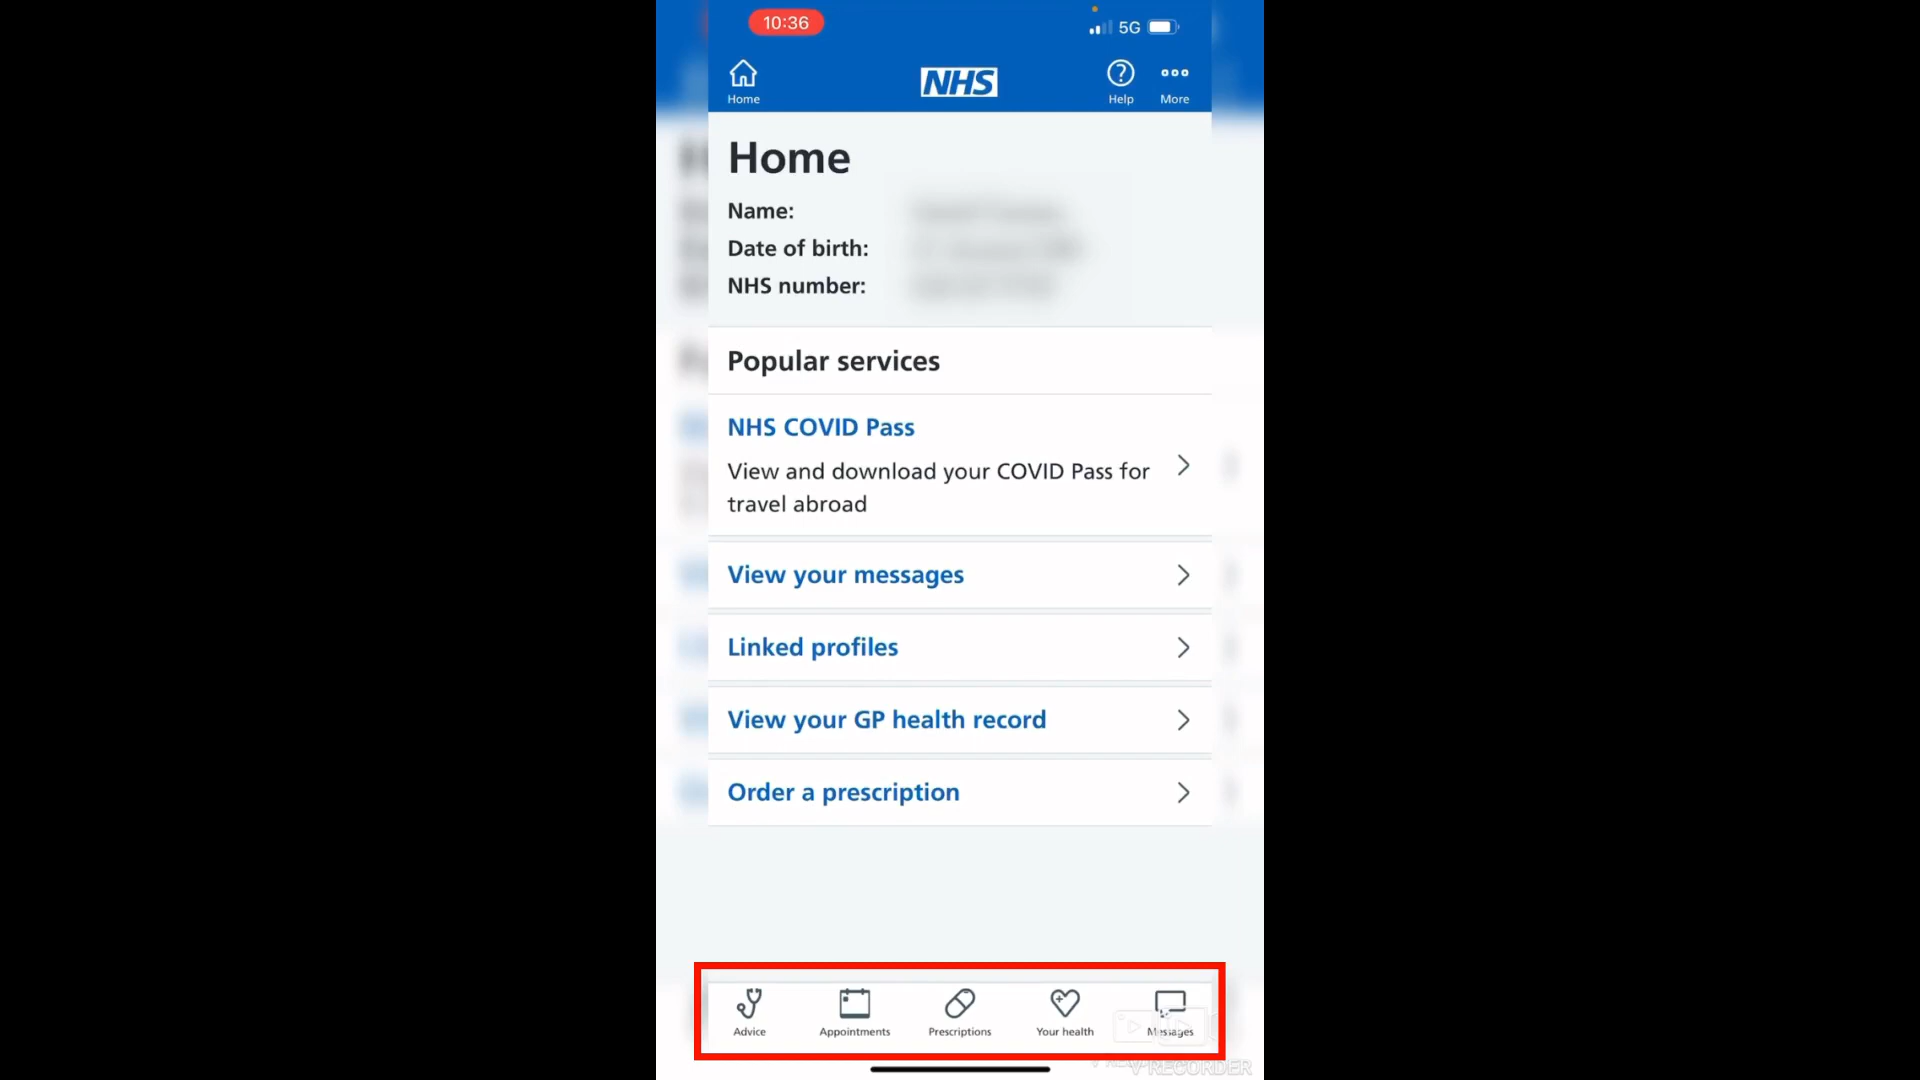 10:36
5G
NHS
Home
Help
More
Home
Name:
Date of birth:
NHS number:
Popular services
NHS COVID Pass
View and download your COVID Pass for
travel abroad
View your messages
Linked profiles
View your GP health record
Order a prescription
Advice
Appointments
Prescriptions
Your health
Messages
V RECORDER